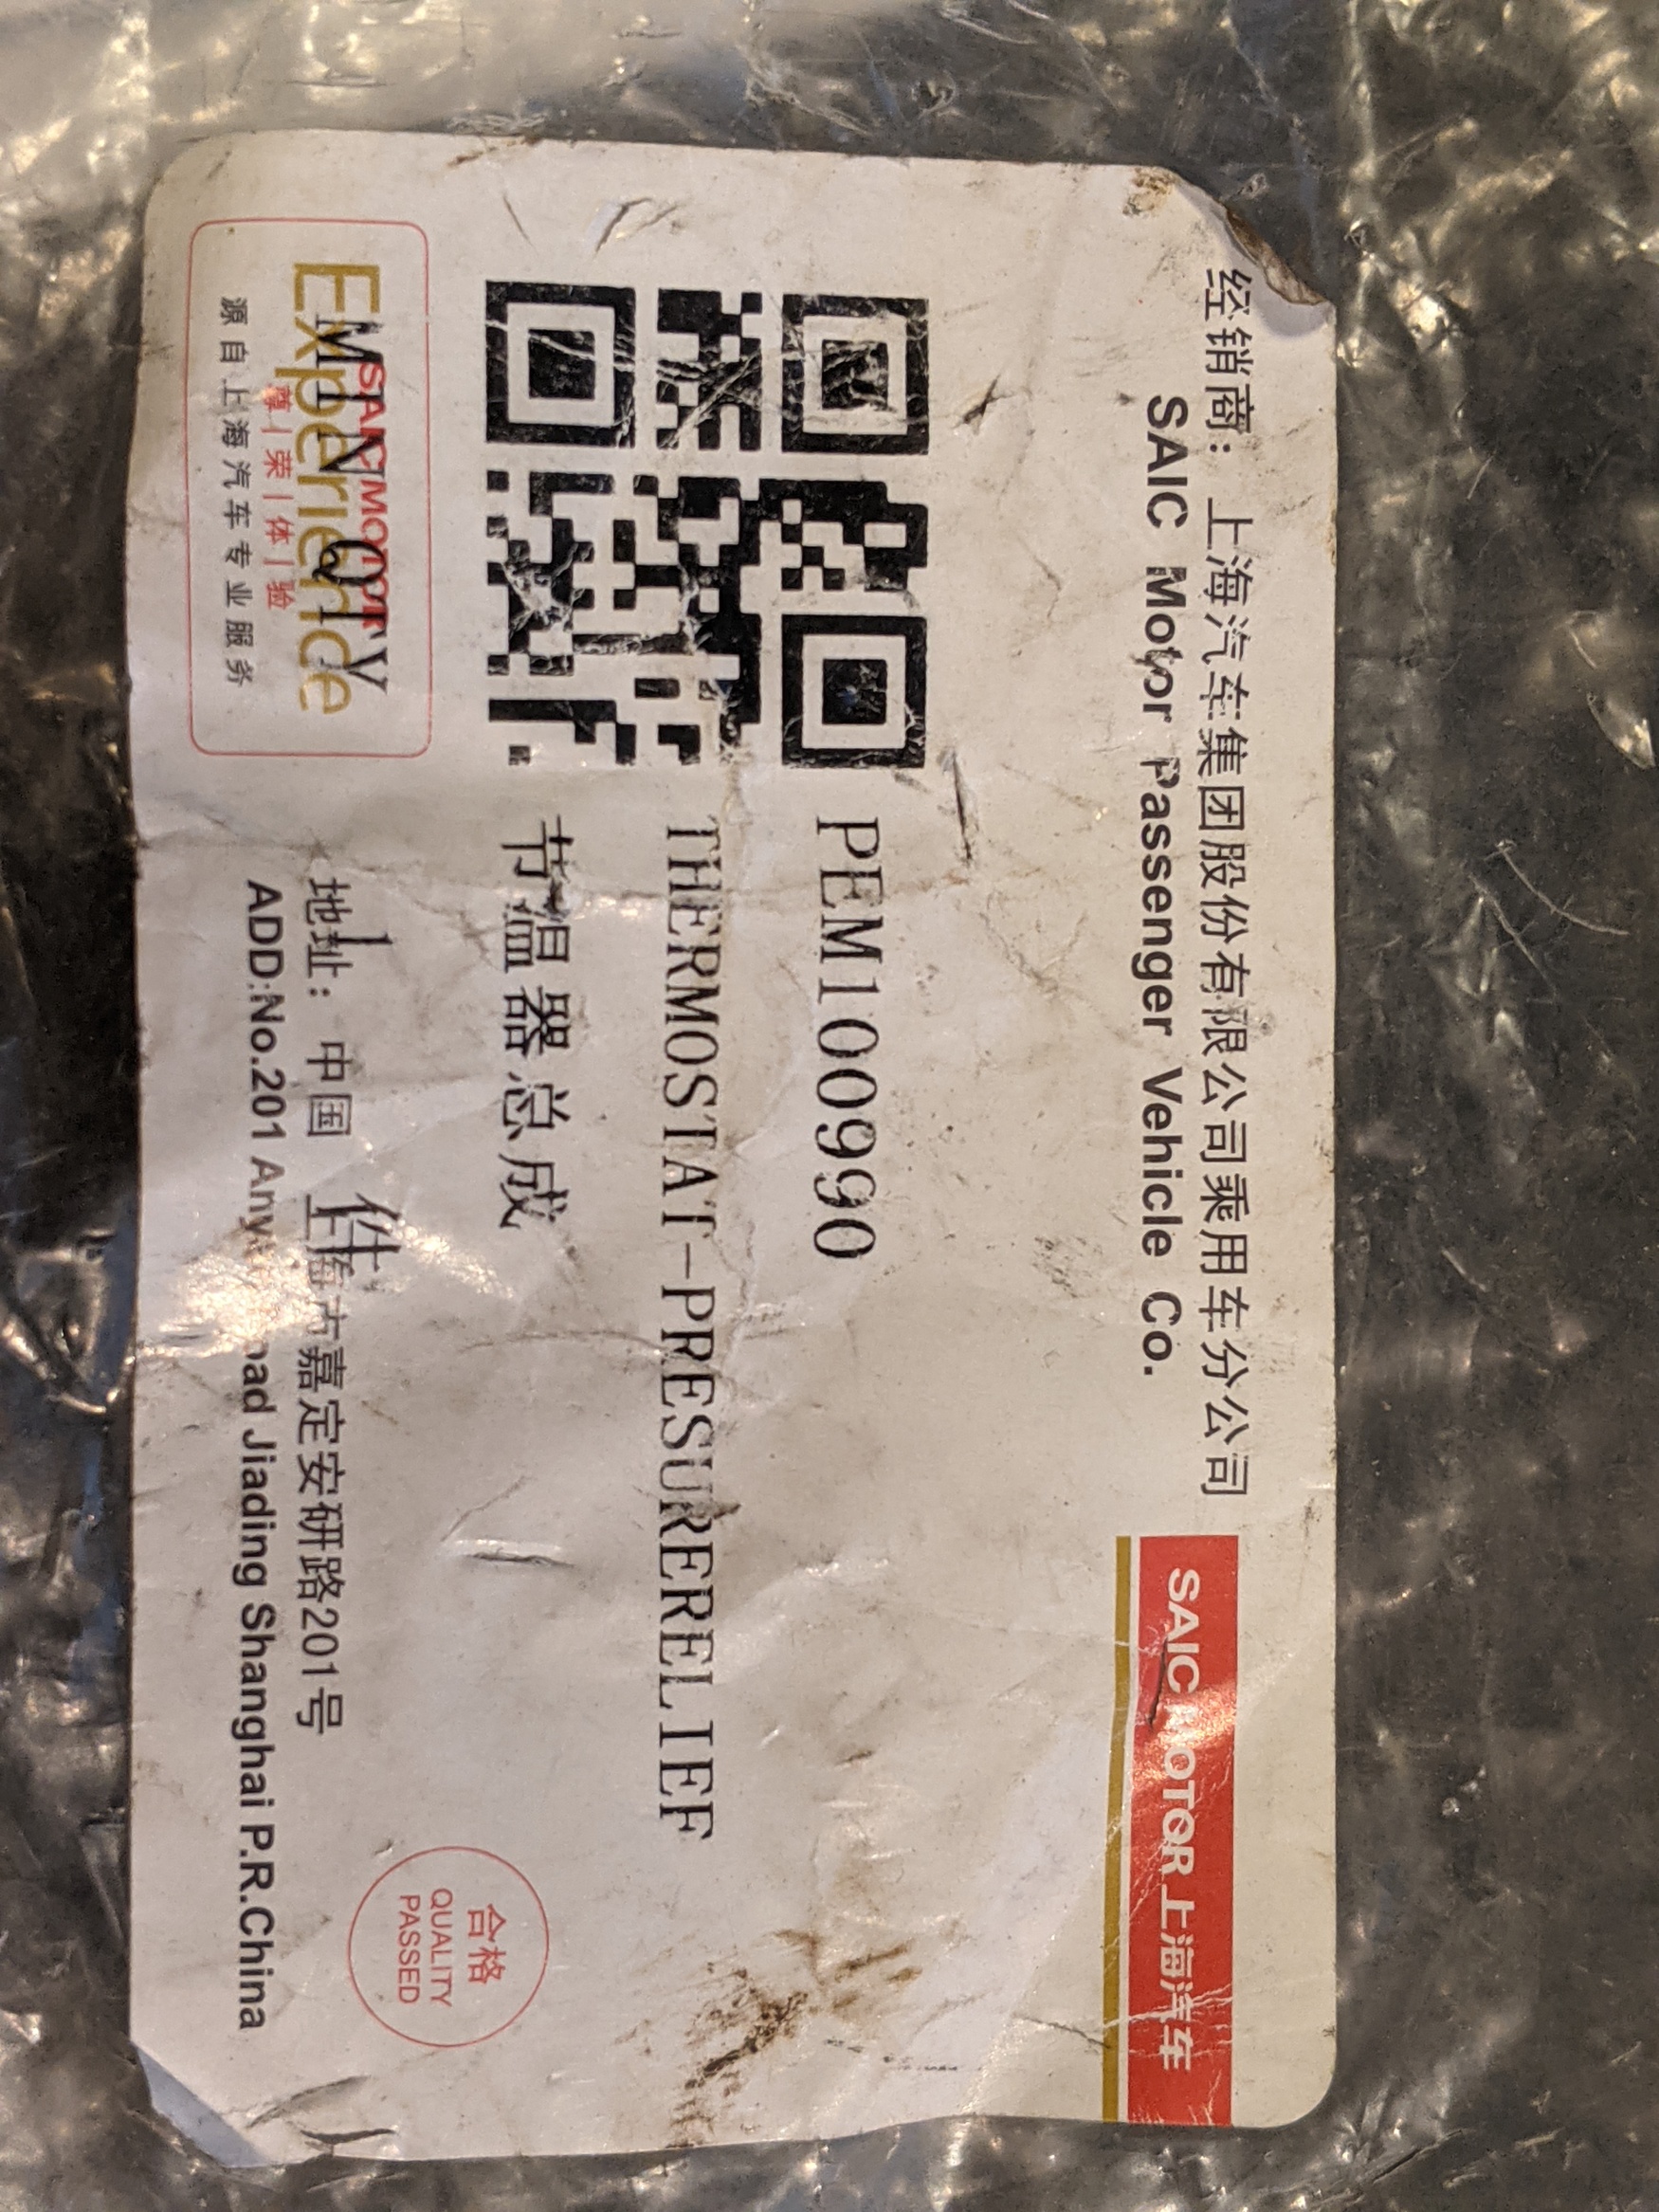 经销商：上海汽车集团股份有限公司乘用车分公司
SAIC Motor Passenger Vehicle Co.
SAIC MOTOR 上海汽车
PEM100990
THERMOSTAT-PRESURERELIEF
节温器总成
SAIC MOTOR
Experience
尊|荣|体|验
源自上海汽车专业服务
MIN QTY
1
件
地址：中国 上海市嘉定安研路201号
ADD:No.201 Jiading Shanghai P.R.China
合格
QUALITY
PASSED